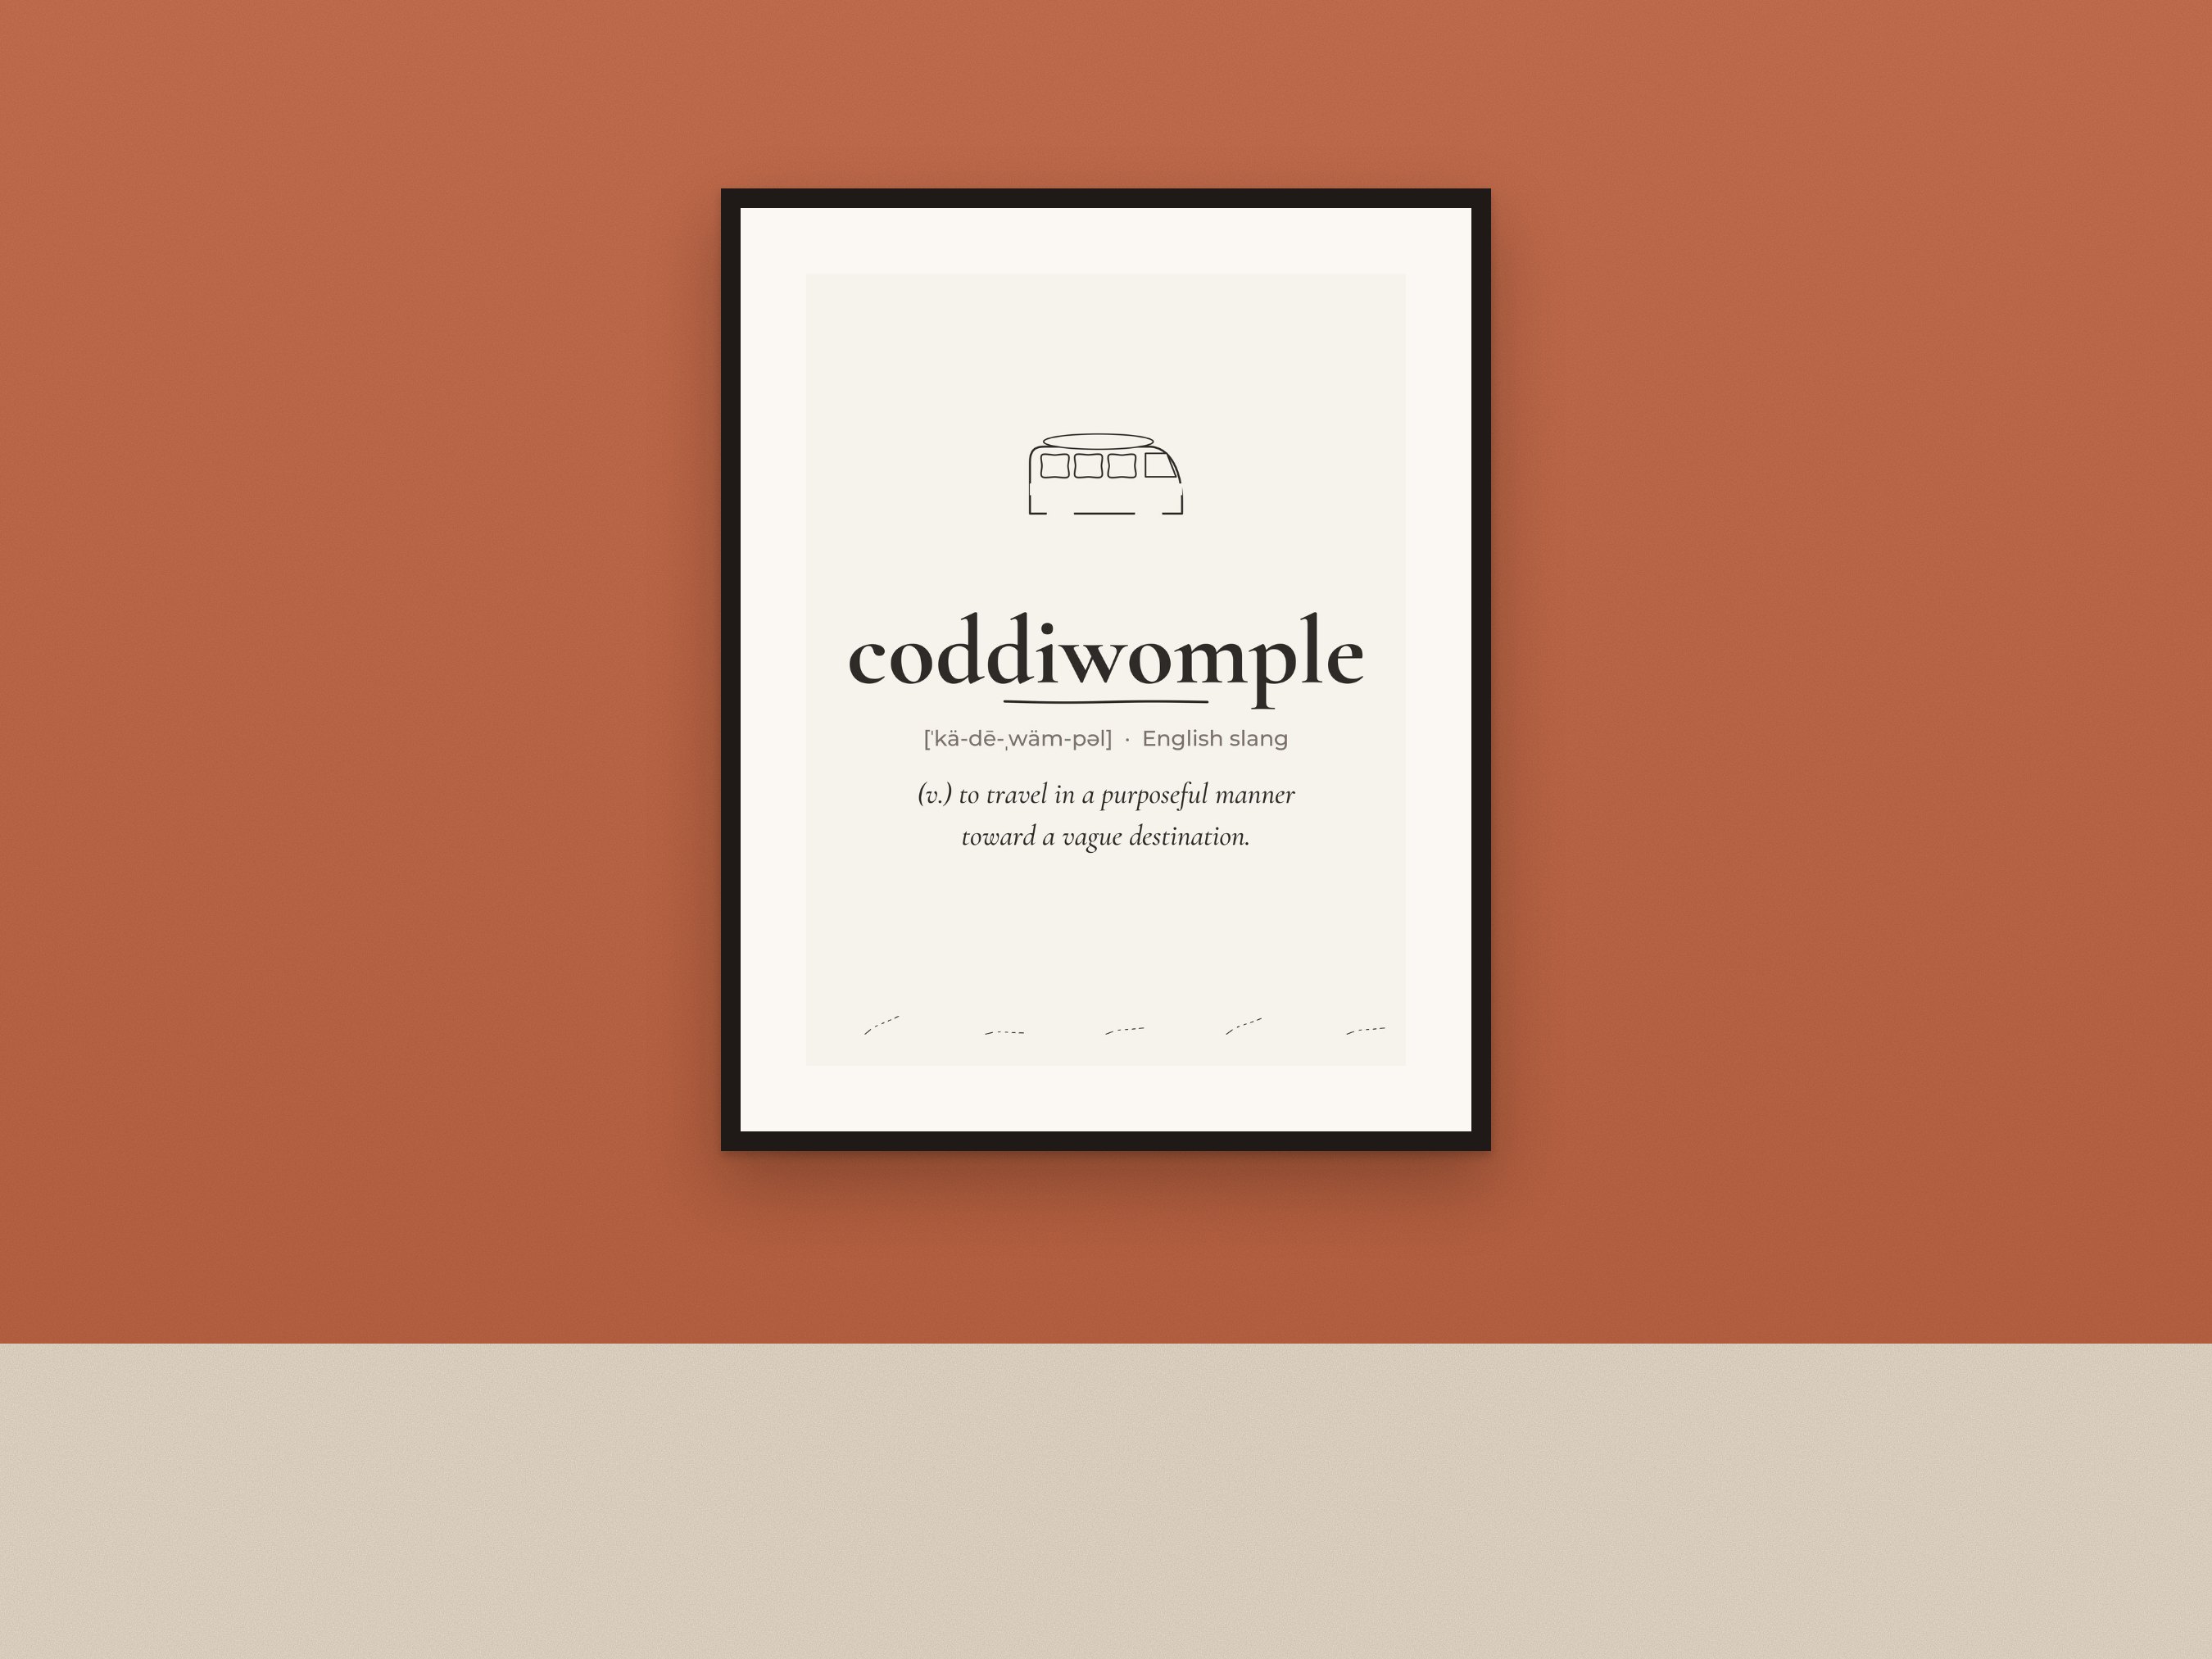 coddiwomple
[ˈkä-dē-ˌwäm-pəl] · English slang
(v.) to travel in a purposeful manner
toward a vague destination.